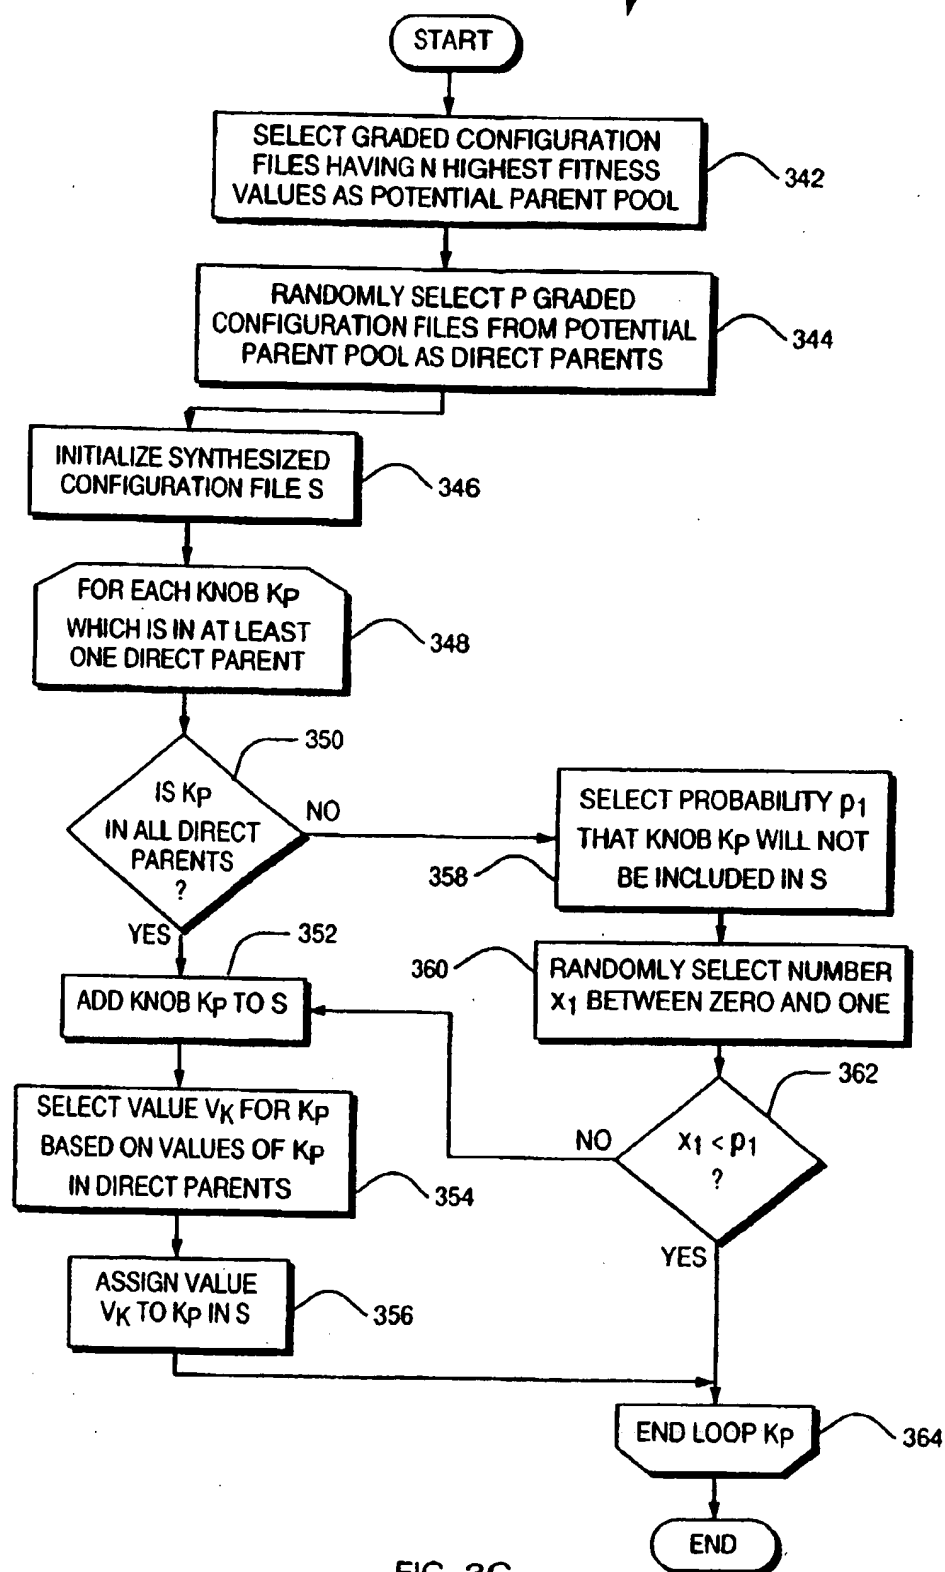 START
SELECT GRADED CONFIGURATION
FILES HAVING N HIGHEST FITNESS
VALUES AS POTENTIAL PARENT POOL
342
RANDOMLY SELECT P GRADED
CONFIGURATION FILES FROM POTENTIAL
PARENT POOL AS DIRECT PARENTS
344
INITIALIZE SYNTHESIZED
CONFIGURATION FILE S
346
FOR EACH KNOB KP
WHICH IS IN AT LEAST
ONE DIRECT PARENT
348
350
IS KP
IN ALL DIRECT
PARENTS
?
NO
YES
SELECT PROBABILITY p1
THAT KNOB KP WILL NOT
BE INCLUDED IN S
358
352
ADD KNOB KP TO S
360
RANDOMLY SELECT NUMBER
X1 BETWEEN ZERO AND ONE
362
X1 < p1
?
NO
YES
SELECT VALUE VK FOR KP
BASED ON VALUES OF KP
IN DIRECT PARENTS
354
ASSIGN VALUE
VK TO KP IN S
356
END LOOP KP
364
END